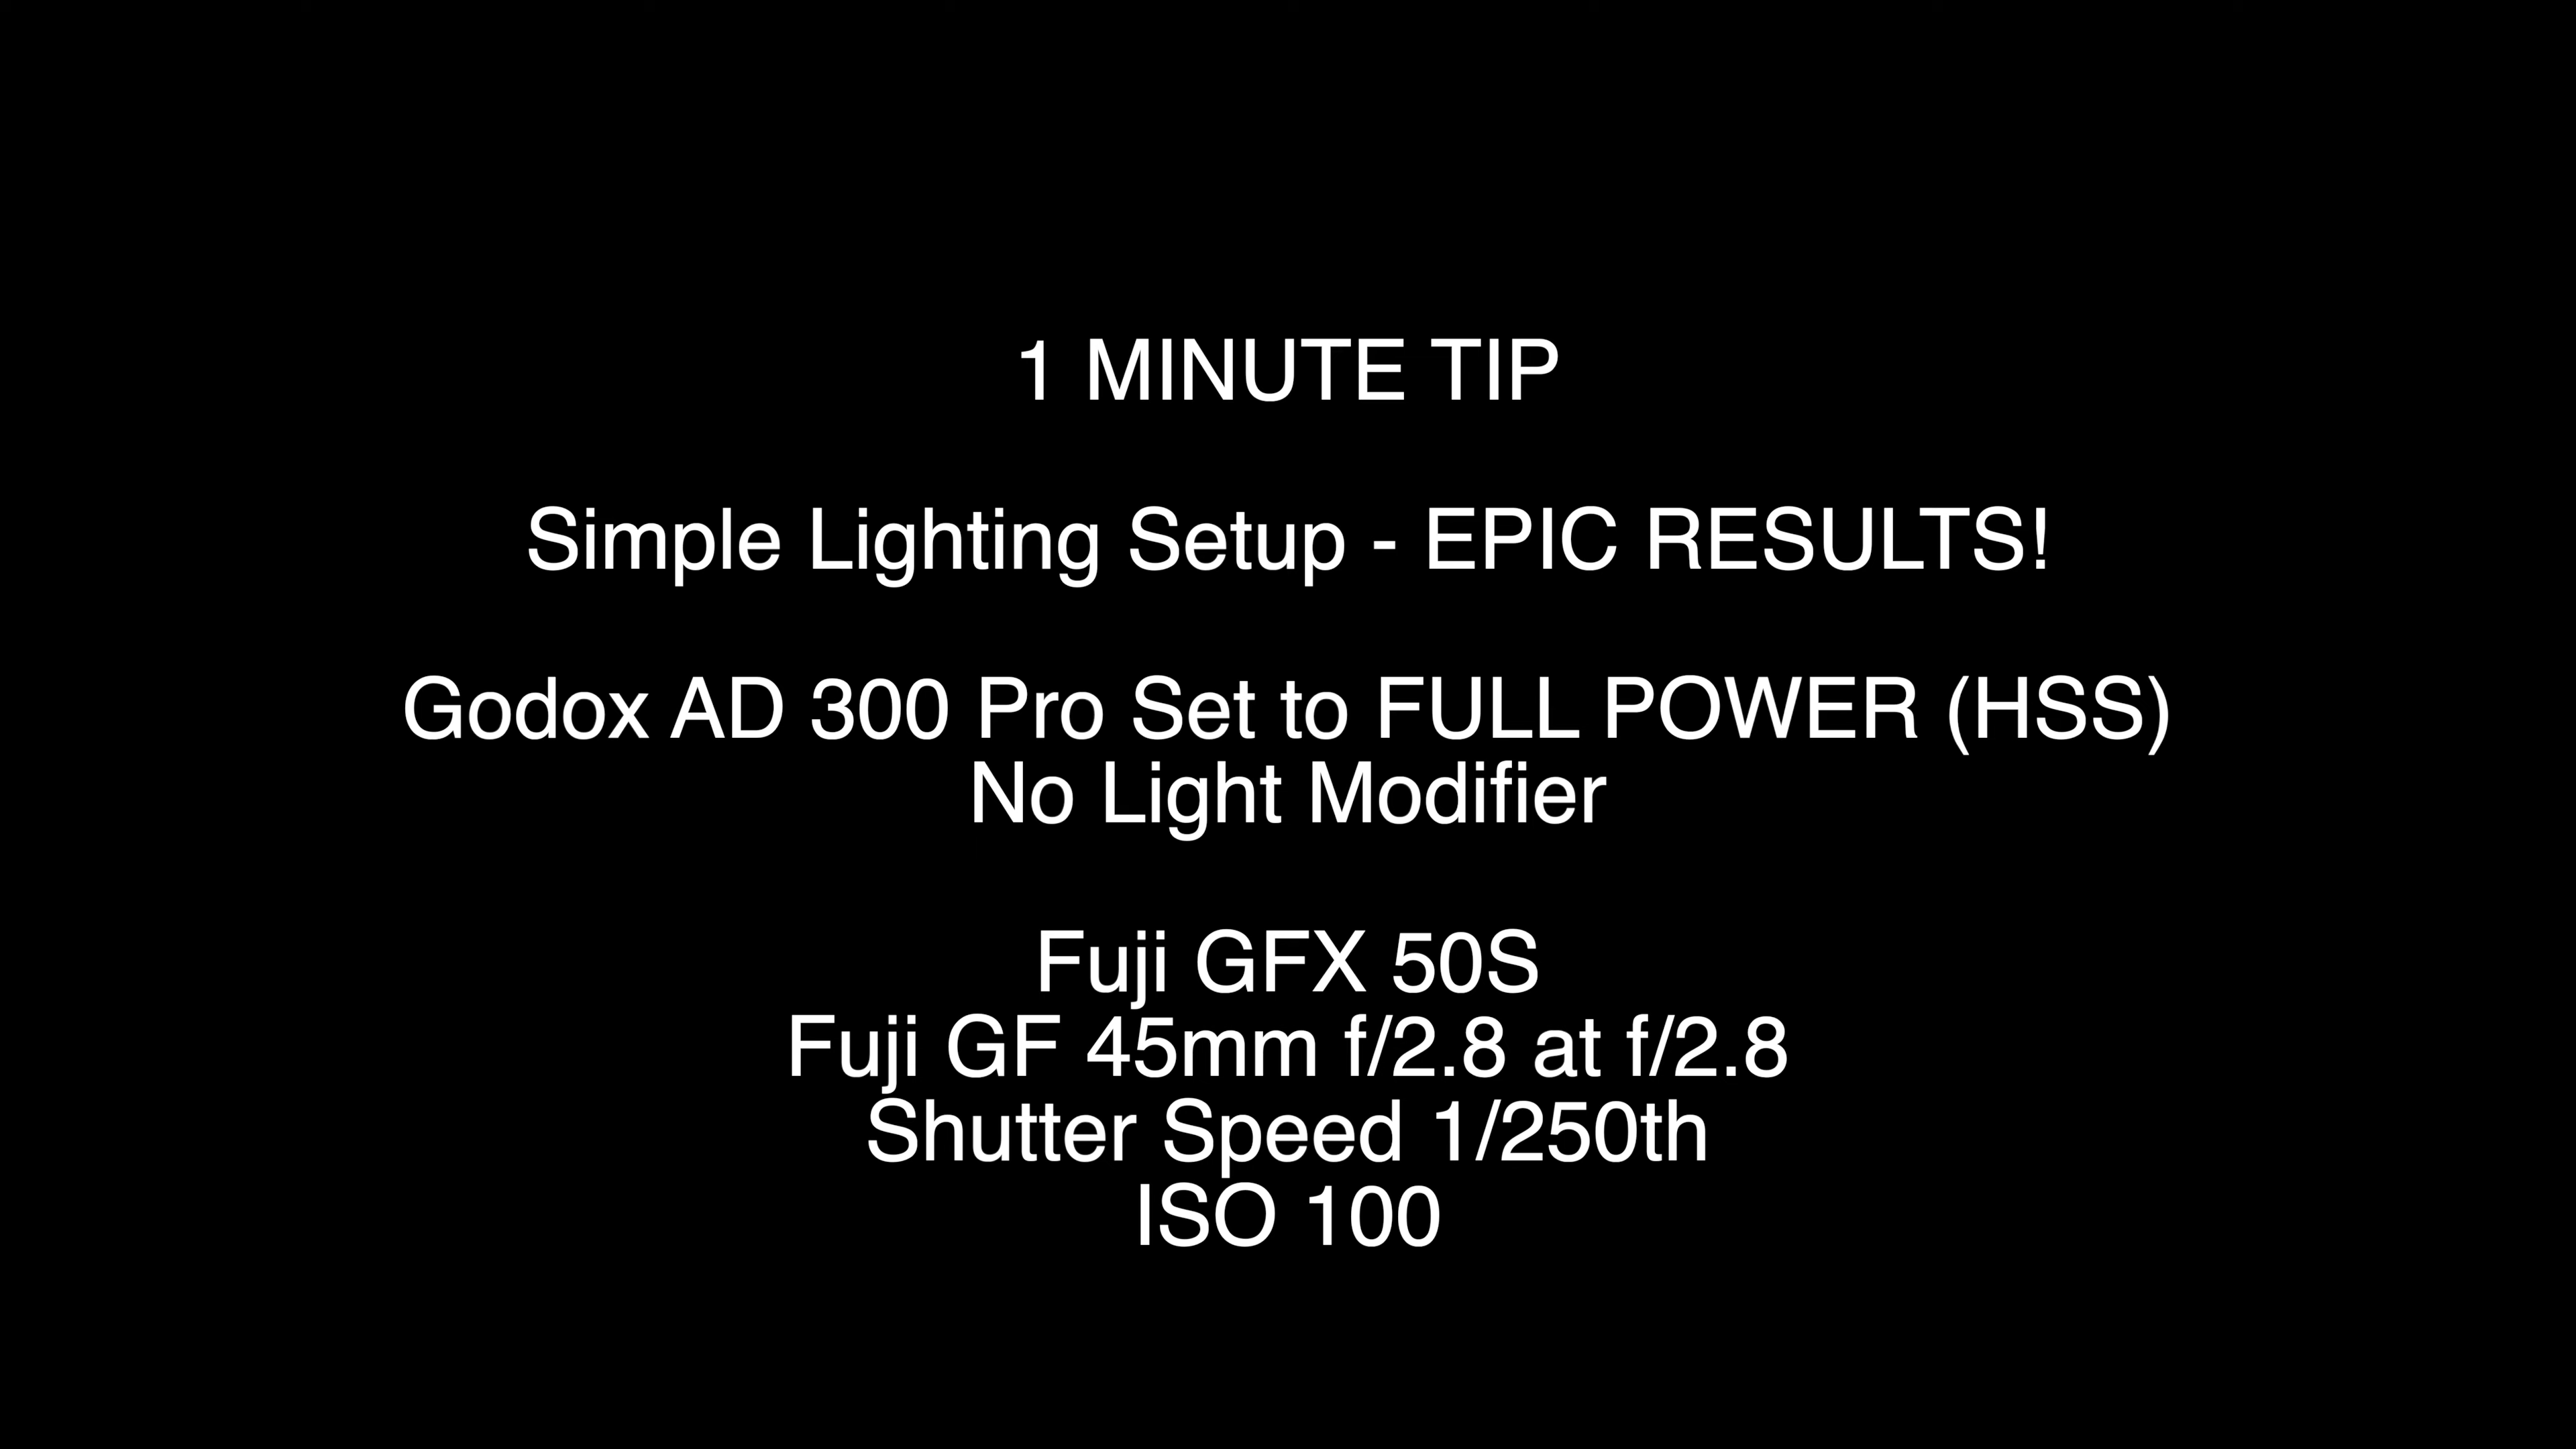 1 MINUTE TIP
Simple Lighting Setup - EPIC RESULTS!
Godox AD 300 Pro Set to FULL POWER (HSS)
No Light Modifier
Fuji GFX 50S
Fuji GF 45mm f/2.8 at f/2.8
Shutter Speed 1/250th
ISO 100